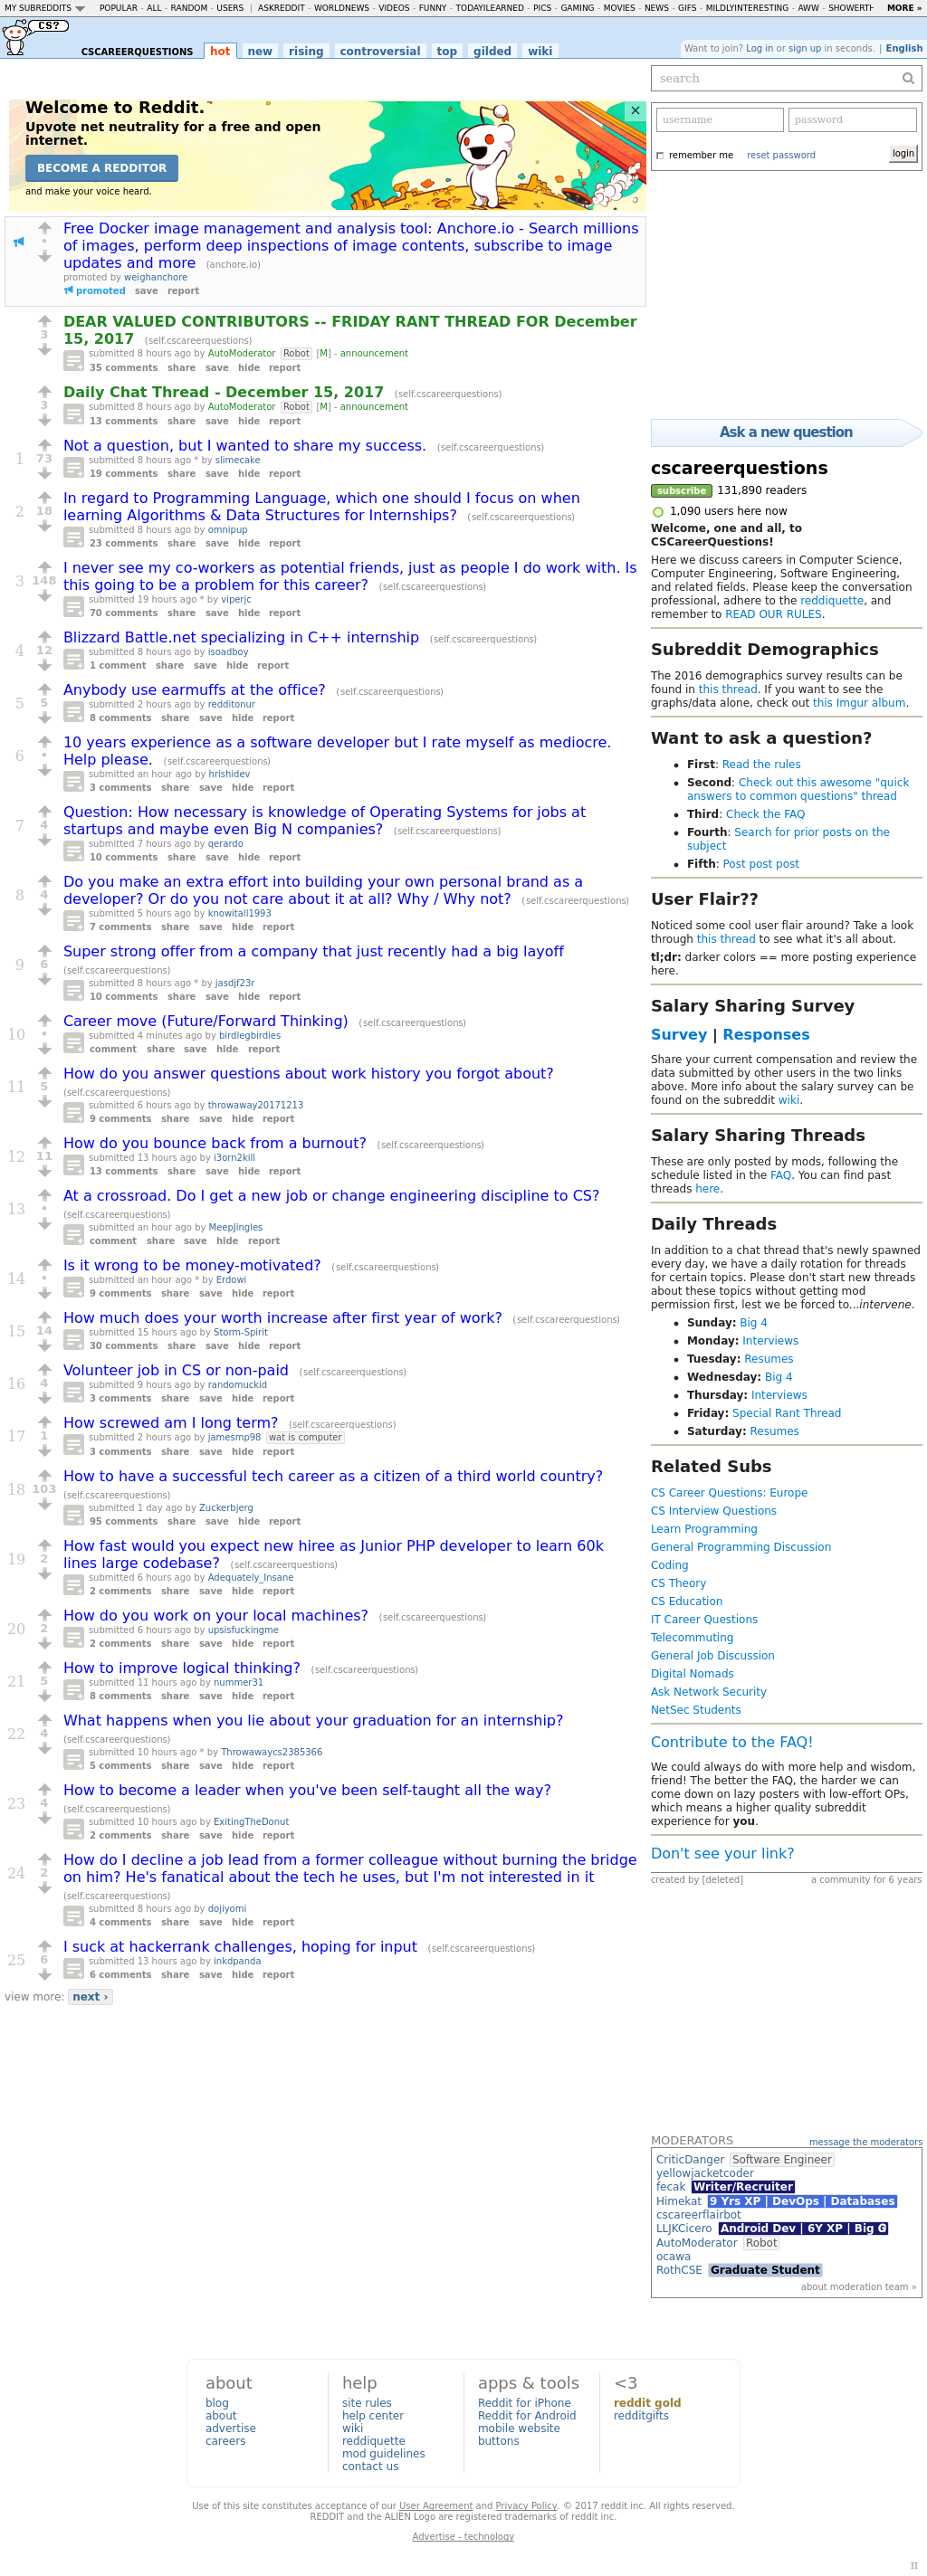 MY SUBREDDITS POPULAR - ALL - RANDOM - USERS | ASKREDDIT - WORLDNEWS - VIDEOS - FUNNY - TODAYILEARNED - PICS - GAMING - MOVIES - NEWS - GIFS - MILDLYINTERESTING - AWW - SHOWERTH MORE »
CS?
CSCAREERQUESTIONS hot new rising controversial top gilded wiki
Want to join? Log in or sign up in seconds. | English
search
username password
remember me reset password login
Welcome to Reddit.
Upvote net neutrality for a free and open
internet.
BECOME A REDDITOR
and make your voice heard.
Free Docker image management and analysis tool: Anchore.io - Search millions
of images, perform deep inspections of image contents, subscribe to image
updates and more (anchore.io)
promoted by weighanchore
promoted save report
DEAR VALUED CONTRIBUTORS -- FRIDAY RANT THREAD FOR December
15, 2017 (self.cscareerquestions)
3
submitted 8 hours ago by AutoModerator Robot [M] - announcement
35 comments share save hide report
Daily Chat Thread - December 15, 2017 (self.cscareerquestions)
3
submitted 8 hours ago by AutoModerator Robot [M] - announcement
13 comments share save hide report
Not a question, but I wanted to share my success. (self.cscareerquestions)
1 73
submitted 8 hours ago * by slimecake
19 comments share save hide report
In regard to Programming Language, which one should I focus on when
2 18
learning Algorithms & Data Structures for Internships? (self.cscareerquestions)
submitted 8 hours ago by omnipup
23 comments share save hide report
I never see my co-workers as potential friends, just as people I do work with. Is
3 148
this going to be a problem for this career? (self.cscareerquestions)
submitted 19 hours ago * by viperjc
70 comments share save hide report
Blizzard Battle.net specializing in C++ internship (self.cscareerquestions)
4 12
submitted 8 hours ago by isoadboy
1 comment share save hide report
Anybody use earmuffs at the office? (self.cscareerquestions)
5 5
submitted 2 hours ago by redditonur
8 comments share save hide report
10 years experience as a software developer but I rate myself as mediocre.
6 •
Help please. (self.cscareerquestions)
submitted an hour ago by hrishidev
3 comments share save hide report
Question: How necessary is knowledge of Operating Systems for jobs at
7 4
startups and maybe even Big N companies? (self.cscareerquestions)
submitted 7 hours ago by qerardo
10 comments share save hide report
Do you make an extra effort into building your own personal brand as a
8 4
developer? Or do you not care about it at all? Why / Why not? (self.cscareerquestions)
submitted 5 hours ago by knowitall1993
7 comments share save hide report
Super strong offer from a company that just recently had a big layoff
9 6
(self.cscareerquestions)
submitted 8 hours ago * by jasdjf23r
10 comments share save hide report
Career move (Future/Forward Thinking) (self.cscareerquestions)
10 •
submitted 4 minutes ago by birdlegbirdies
comment share save hide report
How do you answer questions about work history you forgot about?
11 5
(self.cscareerquestions)
submitted 6 hours ago by throwaway20171213
9 comments share save hide report
How do you bounce back from a burnout? (self.cscareerquestions)
12 11
submitted 13 hours ago by i3orn2kill
13 comments share save hide report
At a crossroad. Do I get a new job or change engineering discipline to CS?
13 •
(self.cscareerquestions)
submitted an hour ago by MeepJingles
comment share save hide report
Is it wrong to be money-motivated? (self.cscareerquestions)
14 •
submitted an hour ago * by Erdowi
9 comments share save hide report
How much does your worth increase after first year of work? (self.cscareerquestions)
15 14
submitted 15 hours ago by Storm-Spirit
30 comments share save hide report
Volunteer job in CS or non-paid (self.cscareerquestions)
16 4
submitted 9 hours ago by randomuckid
3 comments share save hide report
How screwed am I long term? (self.cscareerquestions)
17 1
submitted 2 hours ago by jamesmp98 wat is computer
3 comments share save hide report
How to have a successful tech career as a citizen of a third world country?
18 103
(self.cscareerquestions)
submitted 1 day ago by Zuckerbjerg
95 comments share save hide report
How fast would you expect new hiree as Junior PHP developer to learn 60k
19 2
lines large codebase? (self.cscareerquestions)
submitted 6 hours ago by Adequately_Insane
2 comments share save hide report
How do you work on your local machines? (self.cscareerquestions)
20 2
submitted 6 hours ago by upsisfuckingme
2 comments share save hide report
How to improve logical thinking? (self.cscareerquestions)
21 5
submitted 11 hours ago by nummer31
8 comments share save hide report
What happens when you lie about your graduation for an internship?
22 4
(self.cscareerquestions)
submitted 10 hours ago * by Throwawaycs2385366
5 comments share save hide report
How to become a leader when you've been self-taught all the way?
23 4
(self.cscareerquestions)
submitted 10 hours ago by ExitingTheDonut
2 comments share save hide report
How do I decline a job lead from a former colleague without burning the bridge
24 2
on him? He's fanatical about the tech he uses, but I'm not interested in it
(self.cscareerquestions)
submitted 8 hours ago by dojiyomi
4 comments share save hide report
I suck at hackerrank challenges, hoping for input (self.cscareerquestions)
25 6
submitted 13 hours ago by inkdpanda
6 comments share save hide report
view more: next ›
Ask a new question
cscareerquestions
subscribe 131,890 readers
1,090 users here now
Welcome, one and all, to
CSCareerQuestions!
Here we discuss careers in Computer Science,
Computer Engineering, Software Engineering,
and related fields. Please keep the conversation
professional, adhere to the reddiquette, and
remember to READ OUR RULES.
Subreddit Demographics
The 2016 demographics survey results can be
found in this thread. If you want to see the
graphs/data alone, check out this Imgur album.
Want to ask a question?
• First: Read the rules
• Second: Check out this awesome "quick
answers to common questions" thread
• Third: Check the FAQ
• Fourth: Search for prior posts on the
subject
• Fifth: Post post post
User Flair??
Noticed some cool user flair around? Take a look
through this thread to see what it's all about.
tl;dr: darker colors == more posting experience
here.
Salary Sharing Survey
Survey | Responses
Share your current compensation and review the
data submitted by other users in the two links
above. More info about the salary survey can be
found on the subreddit wiki.
Salary Sharing Threads
These are only posted by mods, following the
schedule listed in the FAQ. You can find past
threads here.
Daily Threads
In addition to a chat thread that's newly spawned
every day, we have a daily rotation for threads
for certain topics. Please don't start new threads
about these topics without getting mod
permission first, lest we be forced to...intervene.
• Sunday: Big 4
• Monday: Interviews
• Tuesday: Resumes
• Wednesday: Big 4
• Thursday: Interviews
• Friday: Special Rant Thread
• Saturday: Resumes
Related Subs
CS Career Questions: Europe
CS Interview Questions
Learn Programming
General Programming Discussion
Coding
CS Theory
CS Education
IT Career Questions
Telecommuting
General Job Discussion
Digital Nomads
Ask Network Security
NetSec Students
Contribute to the FAQ!
We could always do with more help and wisdom,
friend! The better the FAQ, the harder we can
come down on lazy posters with low-effort OPs,
which means a higher quality subreddit
experience for you.
Don't see your link?
created by [deleted] a community for 6 years
MODERATORS message the moderators
CriticDanger Software Engineer
yellowjacketcoder
fecak Writer/Recruiter
Himekat 9 Yrs XP | DevOps | Databases
cscareerflairbot
LLJKCicero Android Dev | 6Y XP | Big G
AutoModerator Robot
ocawa
RothCSE Graduate Student
about moderation team »
about
blog
about
advertise
careers
help
site rules
help center
wiki
reddiquette
mod guidelines
contact us
apps & tools
Reddit for iPhone
Reddit for Android
mobile website
buttons
<3
reddit gold
redditgifts
Use of this site constitutes acceptance of our User Agreement and Privacy Policy. © 2017 reddit inc. All rights reserved.
REDDIT and the ALIEN Logo are registered trademarks of reddit inc.
Advertise - technology
π